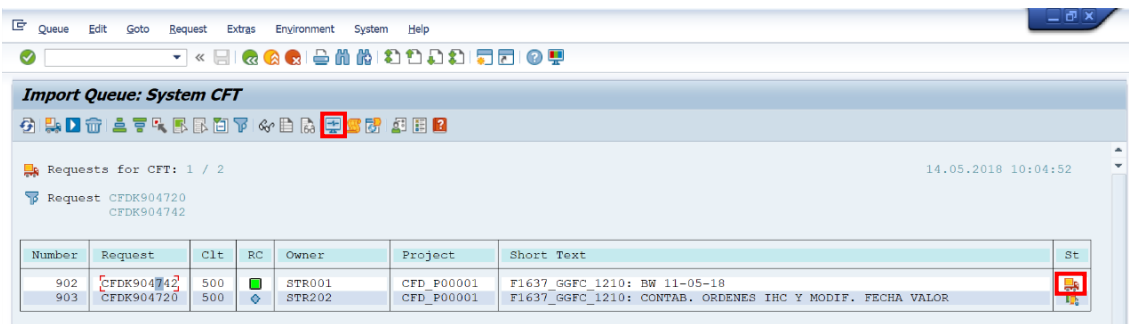 Queue Edit Goto Request Extras Environment System Help
Import Queue: System CFT
Requests for CFT: 1 / 2 14.05.2018 10:04:52
Request CFDK904720
CFDK904742
Number Request Clt RC Owner Project Short Text St
902 CFDK904742 500 STR001 CFD_P00001 F1637_GGFC_1210: BW 11-05-18
903 CFDK904720 500 STR202 CFD_P00001 F1637_GGFC_1210: CONTAB. ORDENES IHC Y MODIF. FECHA VALOR